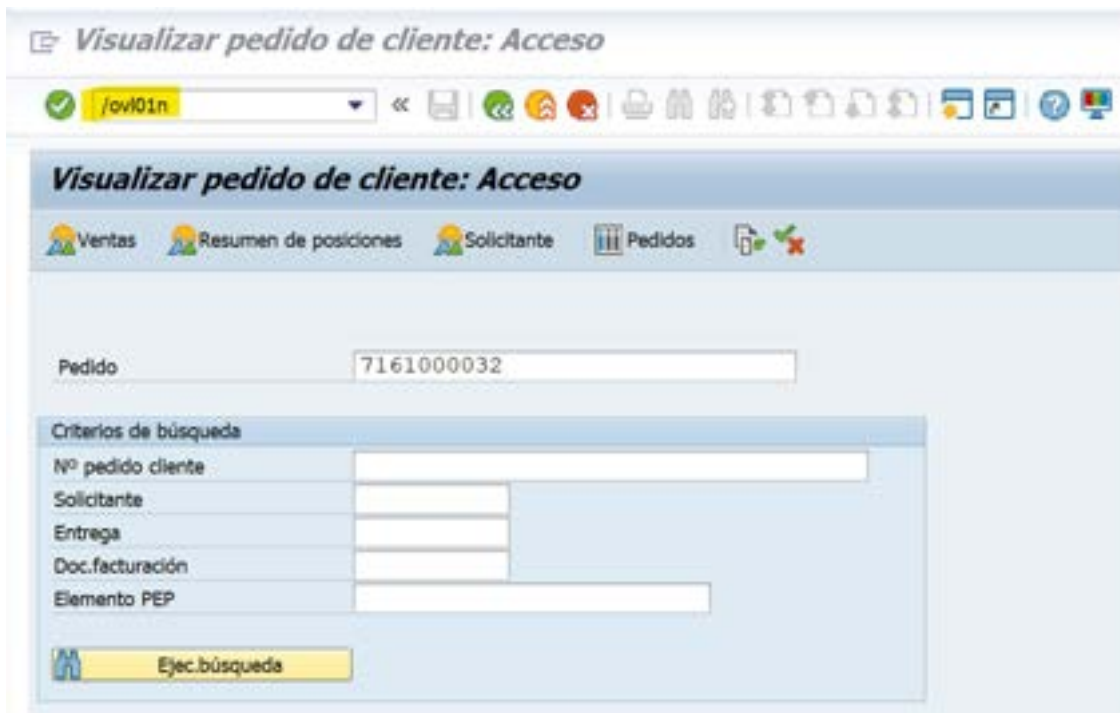 Visualizar pedido de cliente: Acceso
/ovl01n
Visualizar pedido de cliente: Acceso
Ventas Resumen de posiciones Solicitante Pedidos
Pedido 7161000032
Criterios de búsqueda
Nº pedido cliente
Solicitante
Entrega
Doc.facturación
Elemento PEP
Ejec.búsqueda